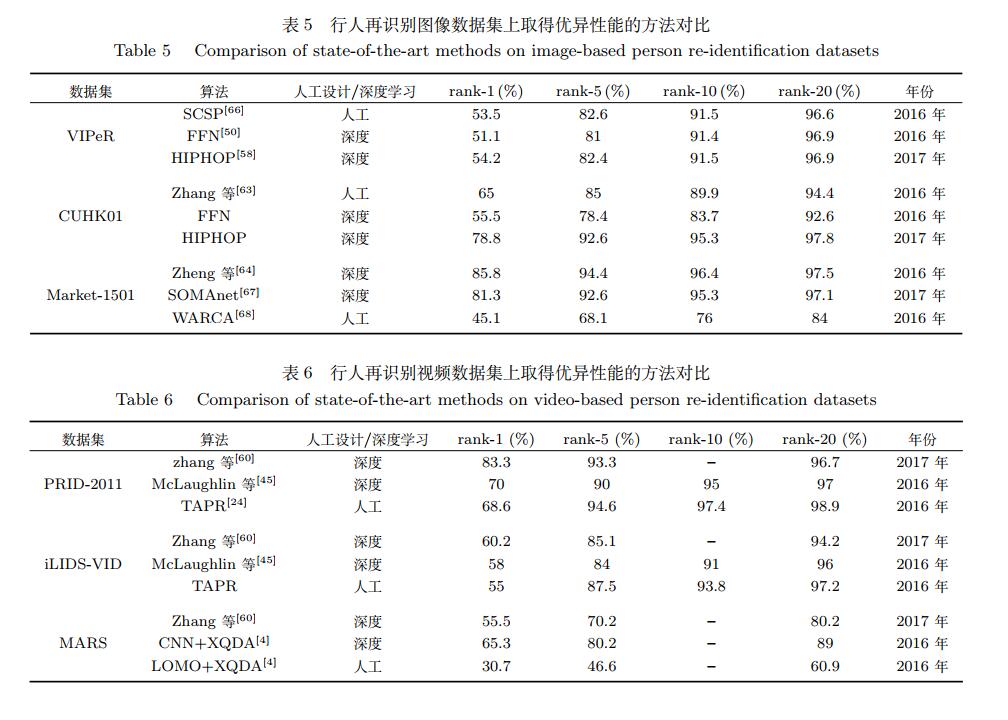 表 5 行人再识别图像数据集上取得优异性能的方法对比
Table 5 Comparison of state-of-the-art methods on image-based person re-identification datasets
数据集 算法 人工设计/深度学习 rank-1 (%) rank-5 (%) rank-10 (%) rank-20 (%) 年份
SCSP[66] 人工 53.5 82.6 91.5 96.6 2016 年
VIPeR FFN[50] 深度 51.1 81 91.4 96.9 2016 年
HIPHOP[58] 深度 54.2 82.4 91.5 96.9 2017 年
Zhang 等[63] 人工 65 85 89.9 94.4 2016 年
CUHK01 FFN 深度 55.5 78.4 83.7 92.6 2016 年
HIPHOP 深度 78.8 92.6 95.3 97.8 2017 年
Zheng 等[64] 深度 85.8 94.4 96.4 97.5 2016 年
Market-1501 SOMAnet[67] 深度 81.3 92.6 95.3 97.1 2017 年
WARCA[68] 人工 45.1 68.1 76 84 2016 年
表 6 行人再识别视频数据集上取得优异性能的方法对比
Table 6 Comparison of state-of-the-art methods on video-based person re-identification datasets
数据集 算法 人工设计/深度学习 rank-1 (%) rank-5 (%) rank-10 (%) rank-20 (%) 年份
zhang 等[60] 深度 83.3 93.3 – 96.7 2017 年
PRID-2011 McLaughlin 等[45] 深度 70 90 95 97 2016 年
TAPR[24] 人工 68.6 94.6 97.4 98.9 2016 年
Zhang 等[60] 深度 60.2 85.1 – 94.2 2017 年
iLIDS-VID McLaughlin 等[45] 深度 58 84 91 96 2016 年
TAPR 人工 55 87.5 93.8 97.2 2016 年
Zhang 等[60] 深度 55.5 70.2 – 80.2 2017 年
MARS CNN+XQDA[4] 深度 65.3 80.2 – 89 2016 年
LOMO+XQDA[4] 人工 30.7 46.6 – 60.9 2016 年